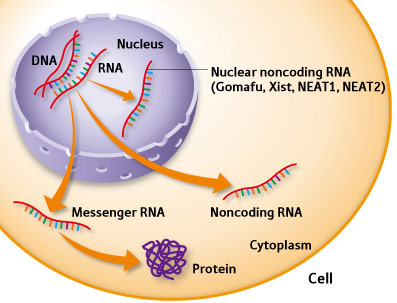 Nucleus
DNA
RNA
Nuclear noncoding RNA
(Gomafu, Xist, NEAT1, NEAT2)
Messenger RNA
Noncoding RNA
Cytoplasm
Protein
Cell